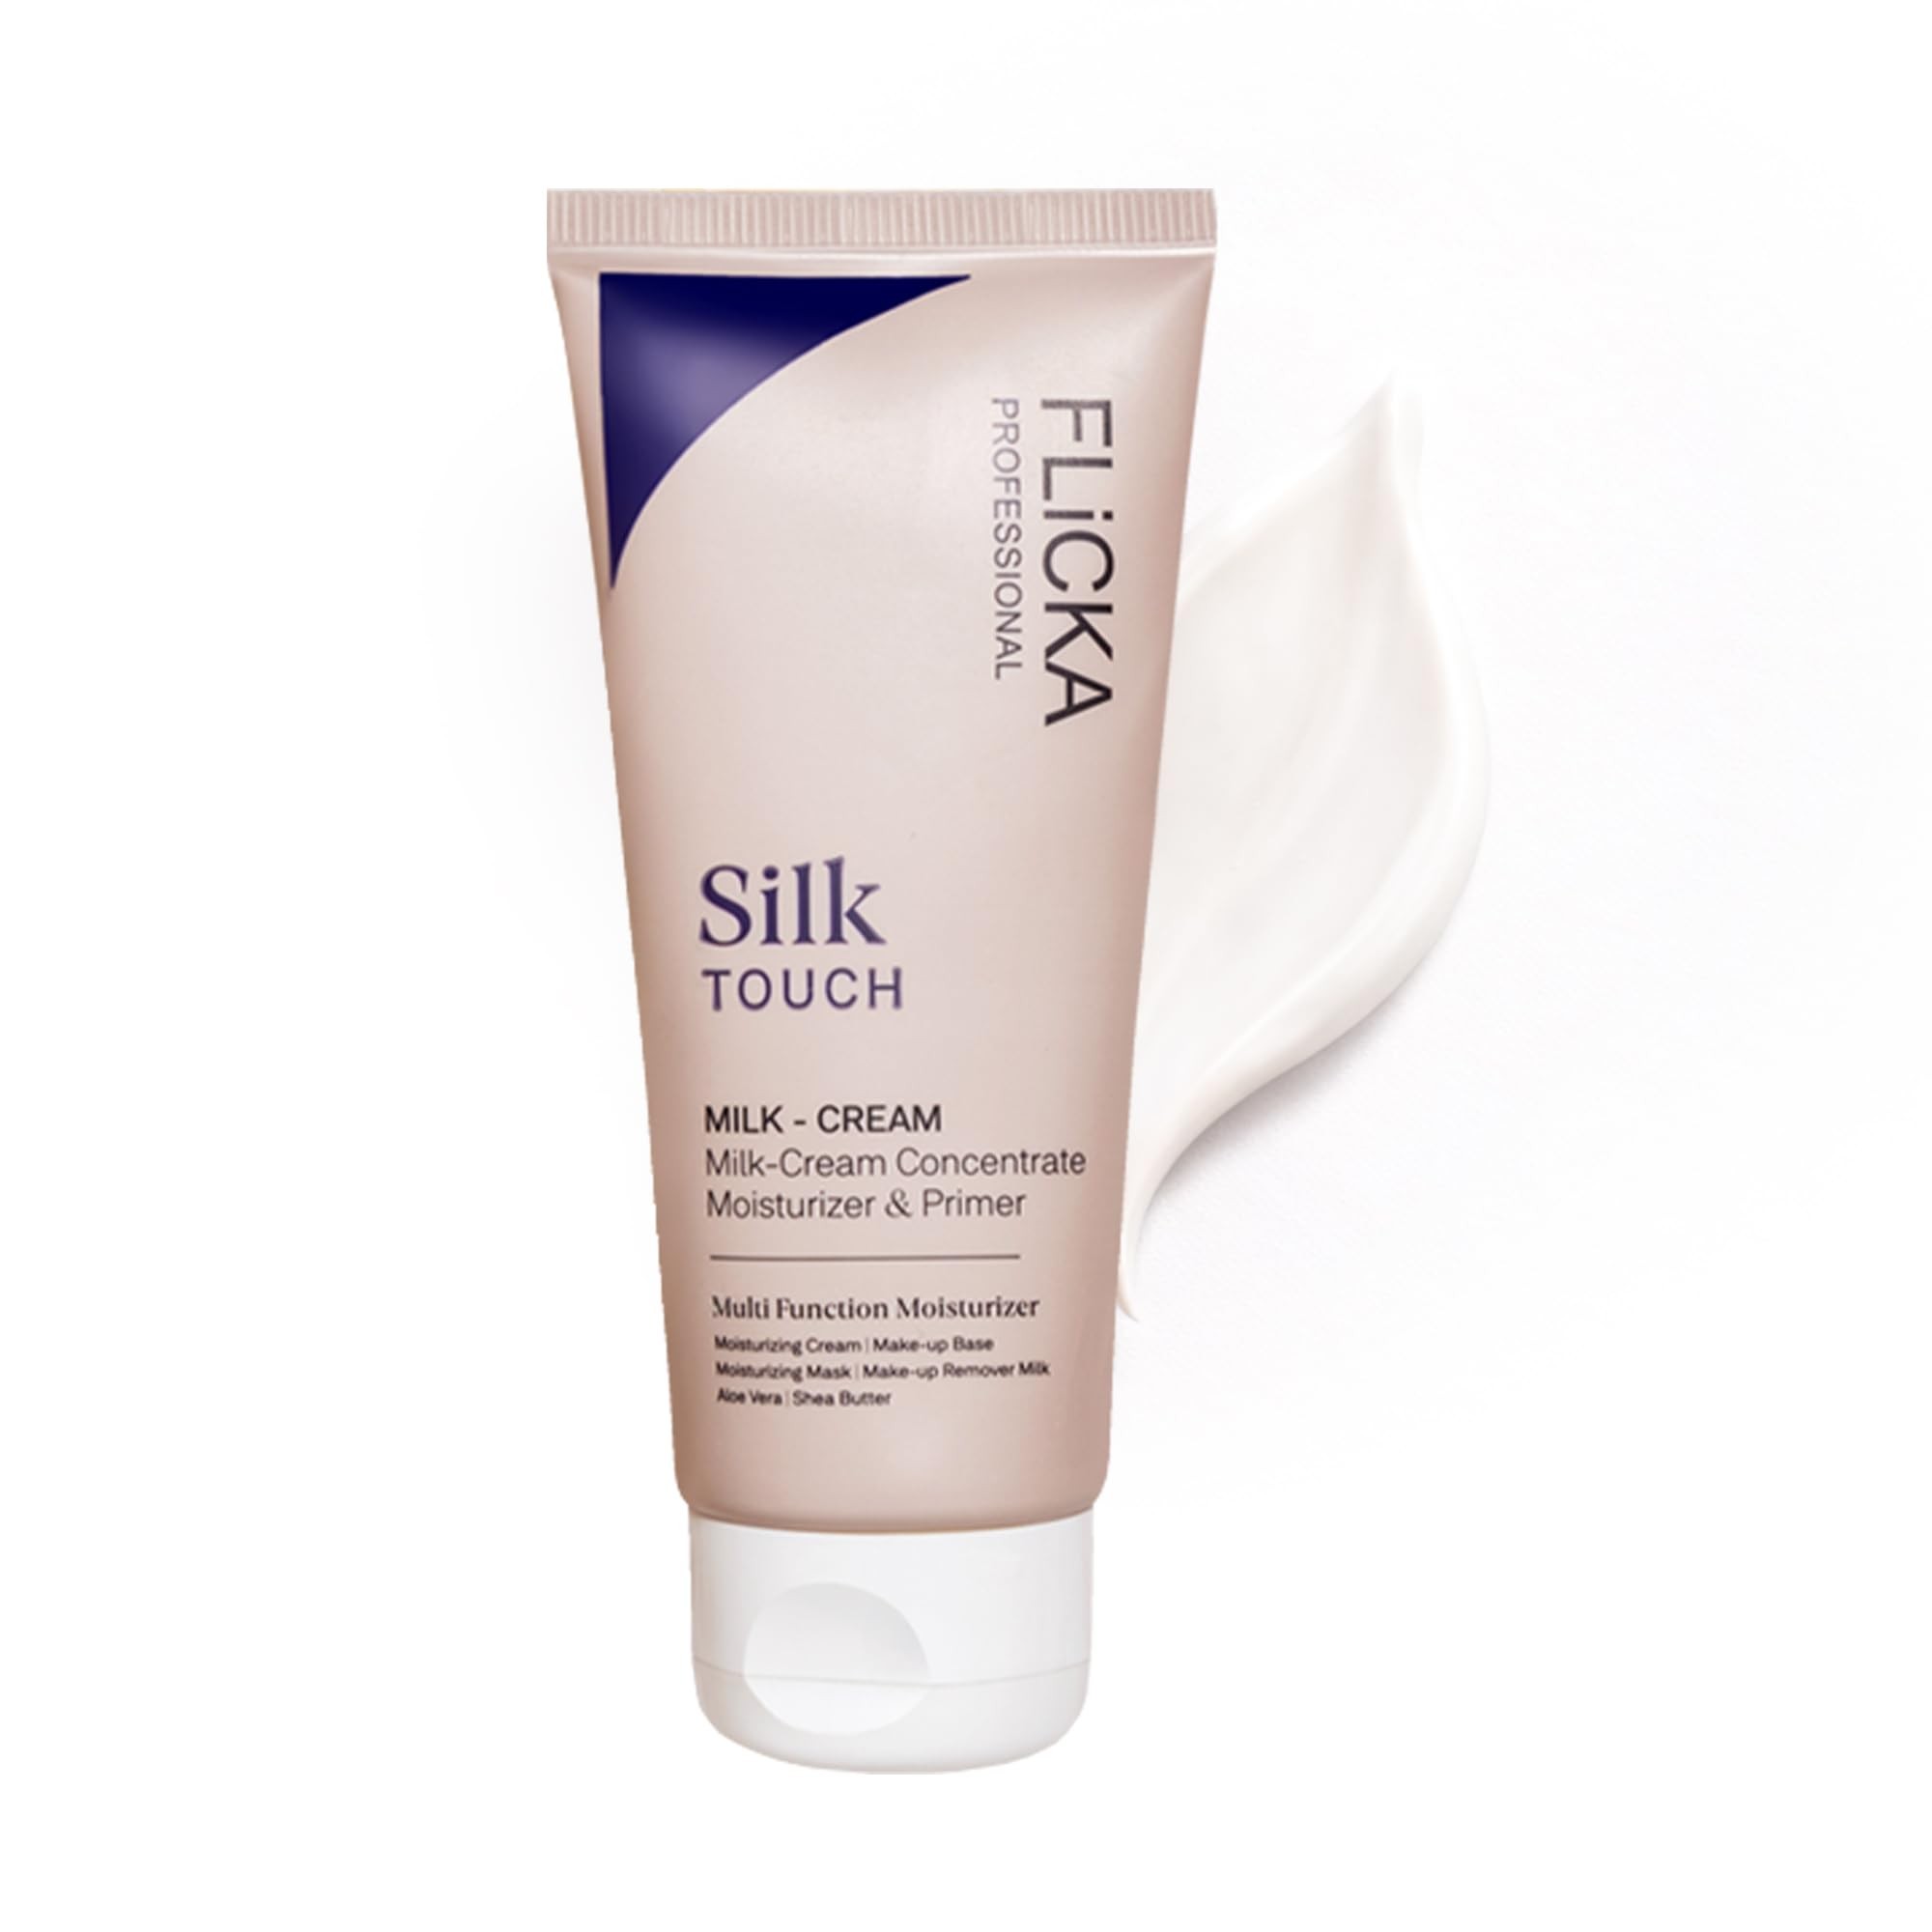 FLiCKA
PROFESSIONAL
Silk
TOUCH
MILK - CREAM
Milk-Cream Concentrate
Moisturizer & Primer
Multi Function Moisturizer
Moisturizing Cream | Make-up Base
Moisturizing Mask | Make-up Remover Milk
Aloe Vera | Shea Butter